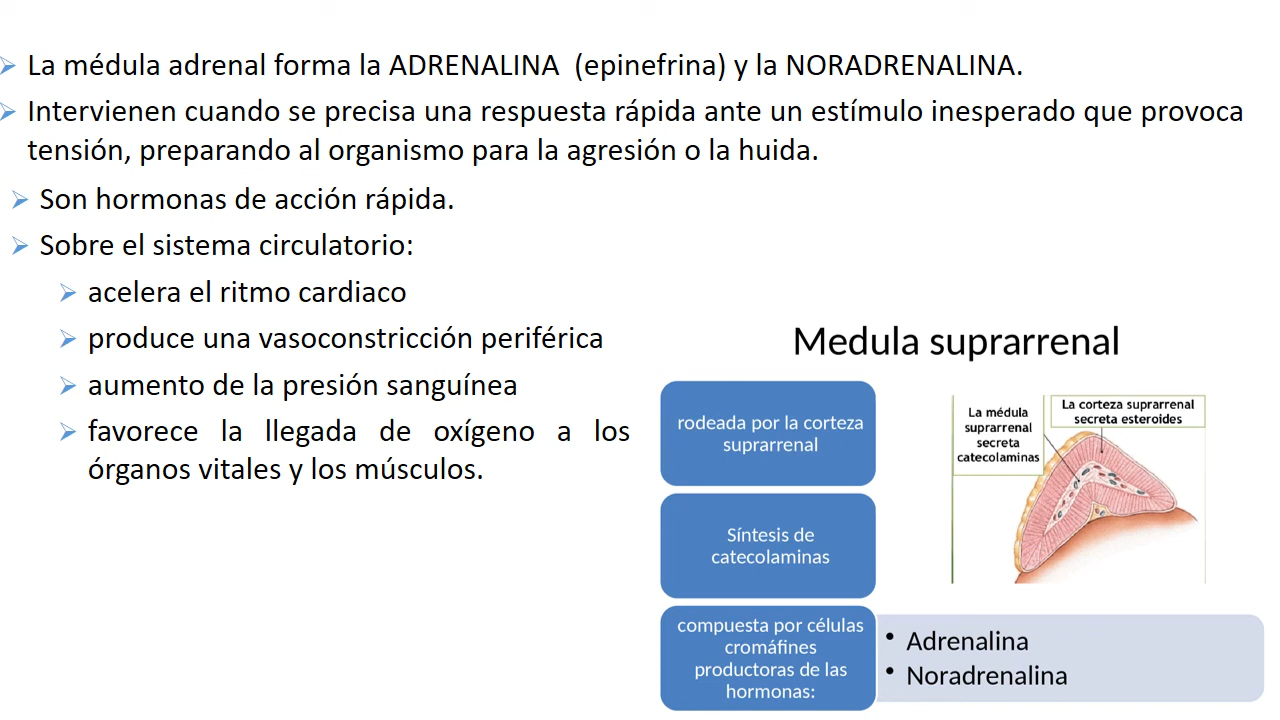 La médula adrenal forma la ADRENALINA (epinefrina) y la NORADRENALINA.
Intervienen cuando se precisa una respuesta rápida ante un estímulo inesperado que provoca
tensión, preparando al organismo para la agresión o la huida.
Son hormonas de acción rápida.
Sobre el sistema circulatorio:
acelera el ritmo cardiaco
produce una vasoconstricción periférica
aumento de la presión sanguínea
favorece la llegada de oxígeno a los
órganos vitales y los músculos.
Medula suprarrenal
rodeada por la corteza
suprarrenal
Síntesis de
catecolaminas
compuesta por células
cromáfines
productoras de las
hormonas:
• Adrenalina
• Noradrenalina
La médula
suprarrenal
secreta
catecolaminas
La corteza suprarrenal
secreta esteroides